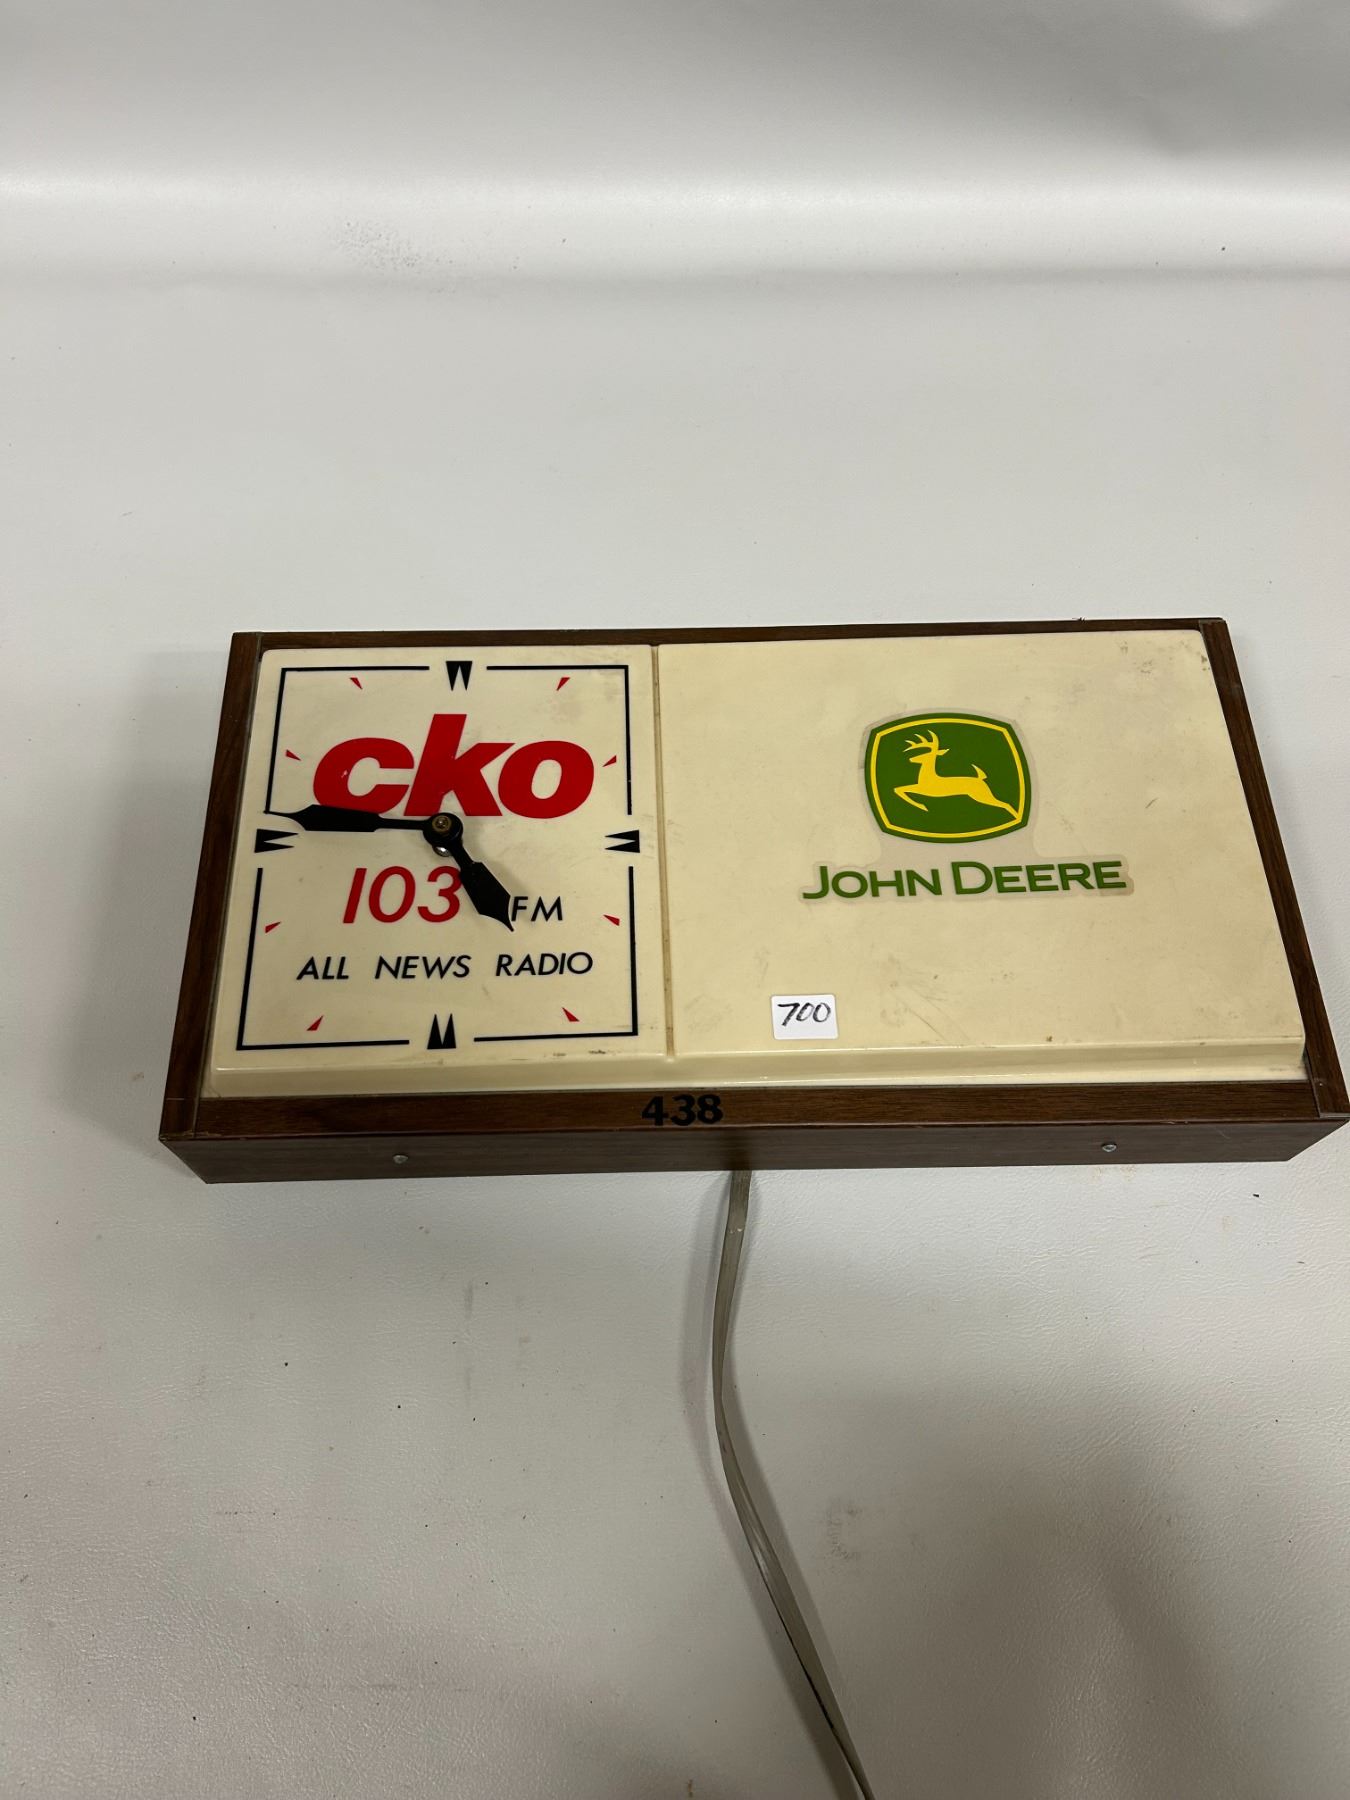 cko
103 FM
ALL NEWS RADIO
JOHN DEERE
700
438